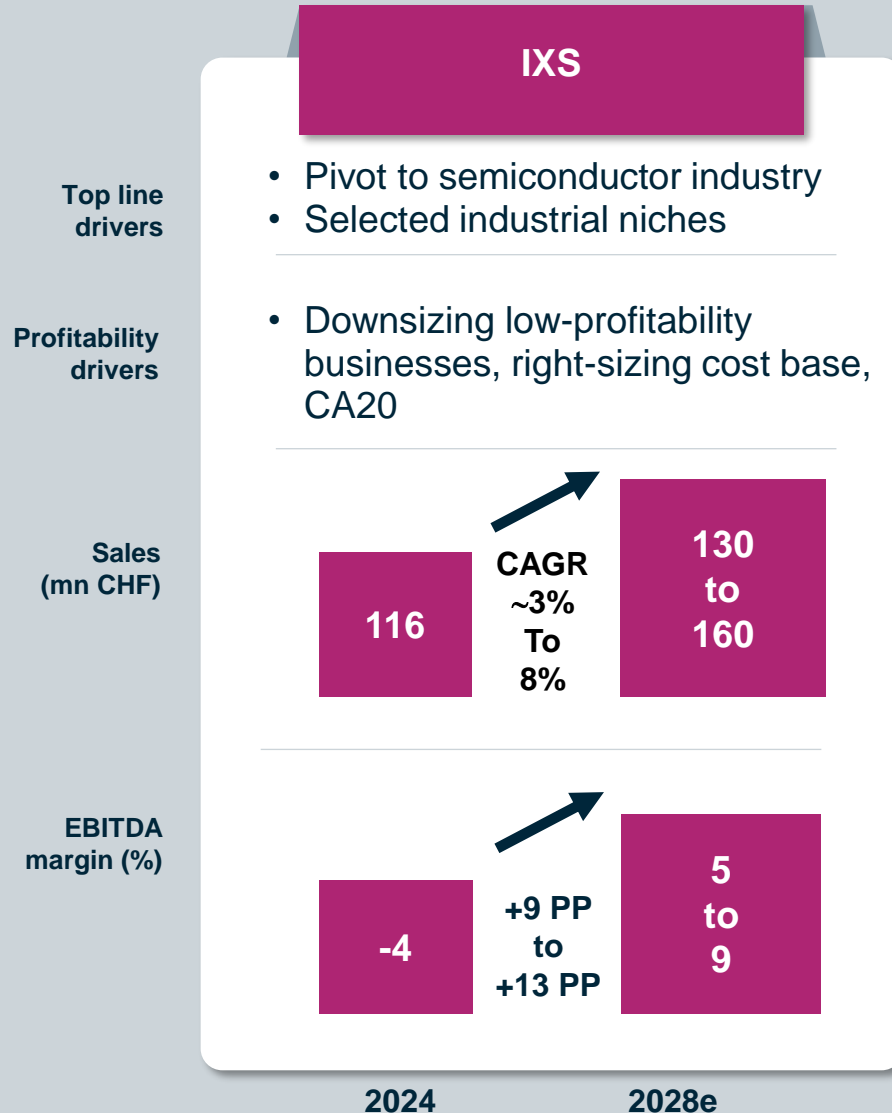 IXS
Top line
drivers
• Pivot to semiconductor industry
• Selected industrial niches
Profitability
drivers
• Downsizing low-profitability
businesses, right-sizing cost base,
CA20
Sales
(mn CHF)
116
CAGR
~3%
To
8%
130
to
160
EBITDA
margin (%)
-4
+9 PP
to
+13 PP
5
to
9
2024
2028e